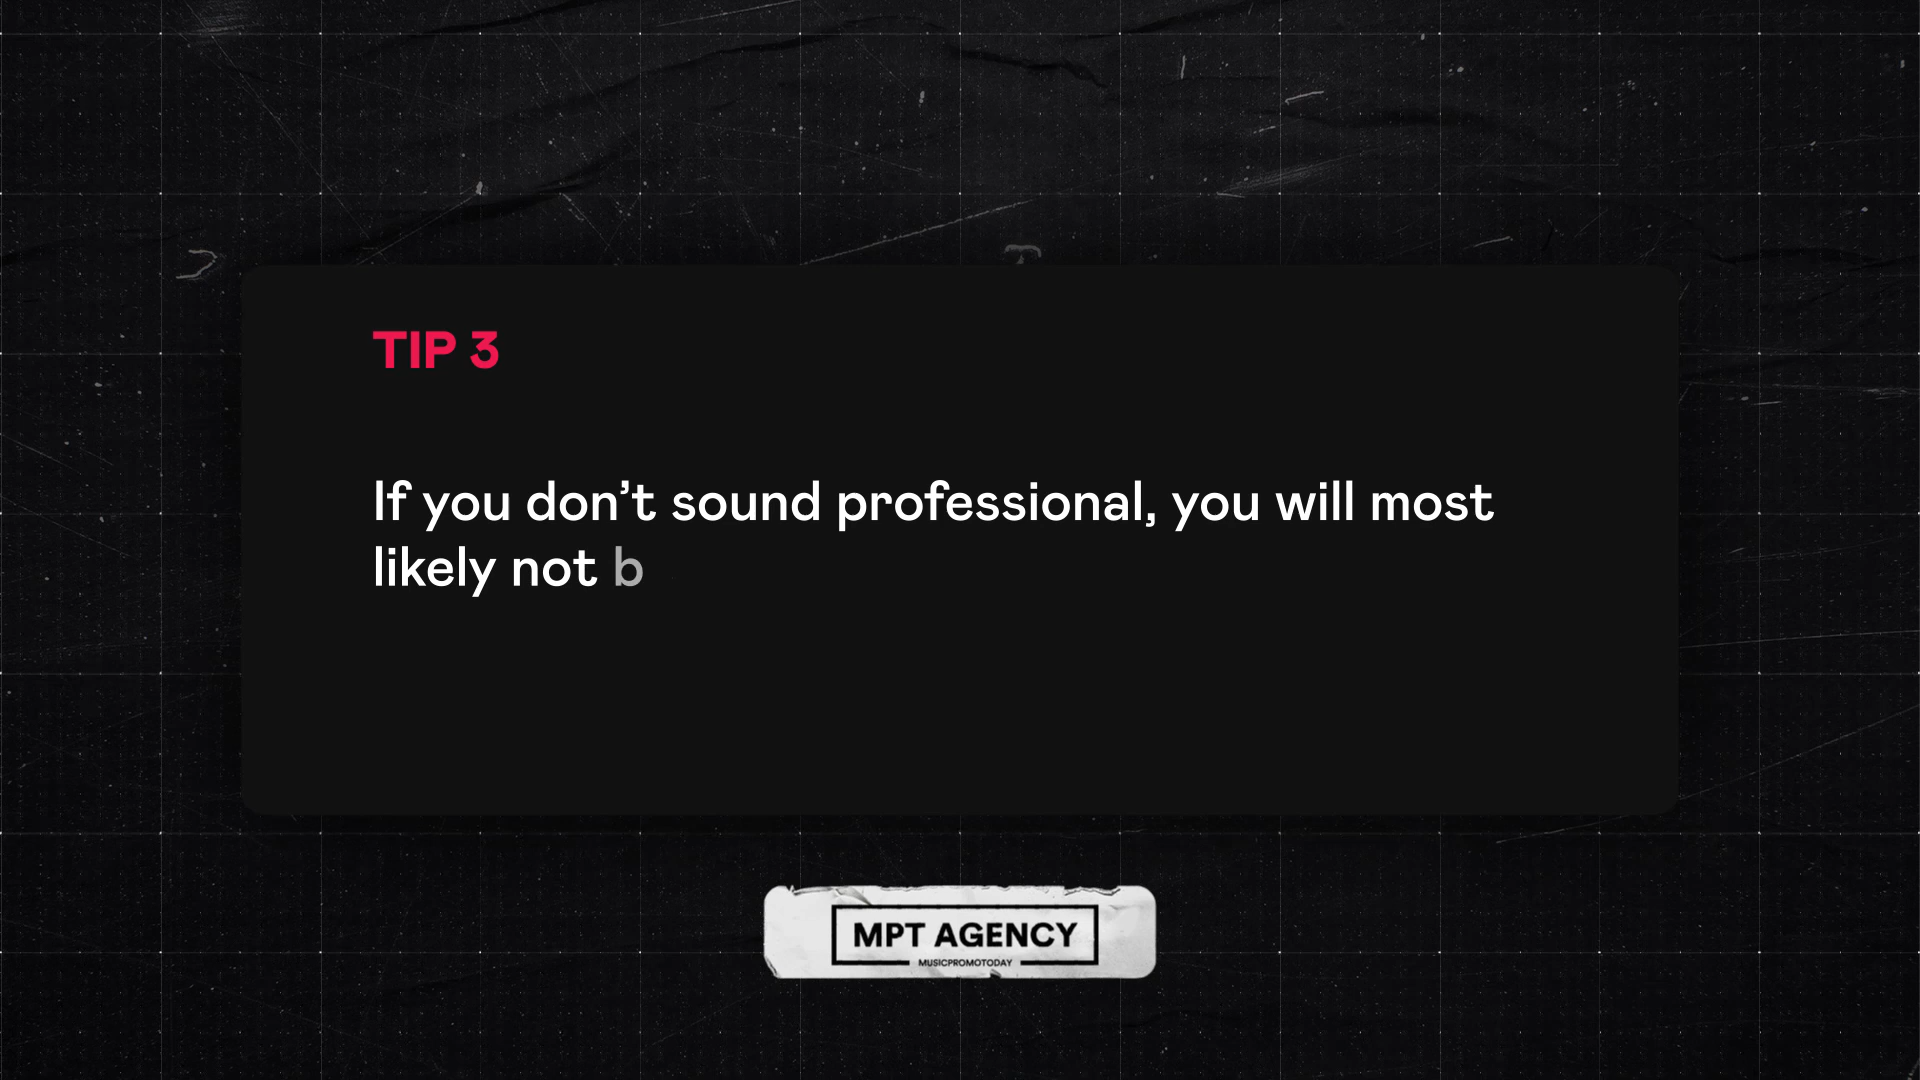 TIP 3
If you don’t sound professional, you will most
likely not b
MPT AGENCY
MUSICPROMOTODAY